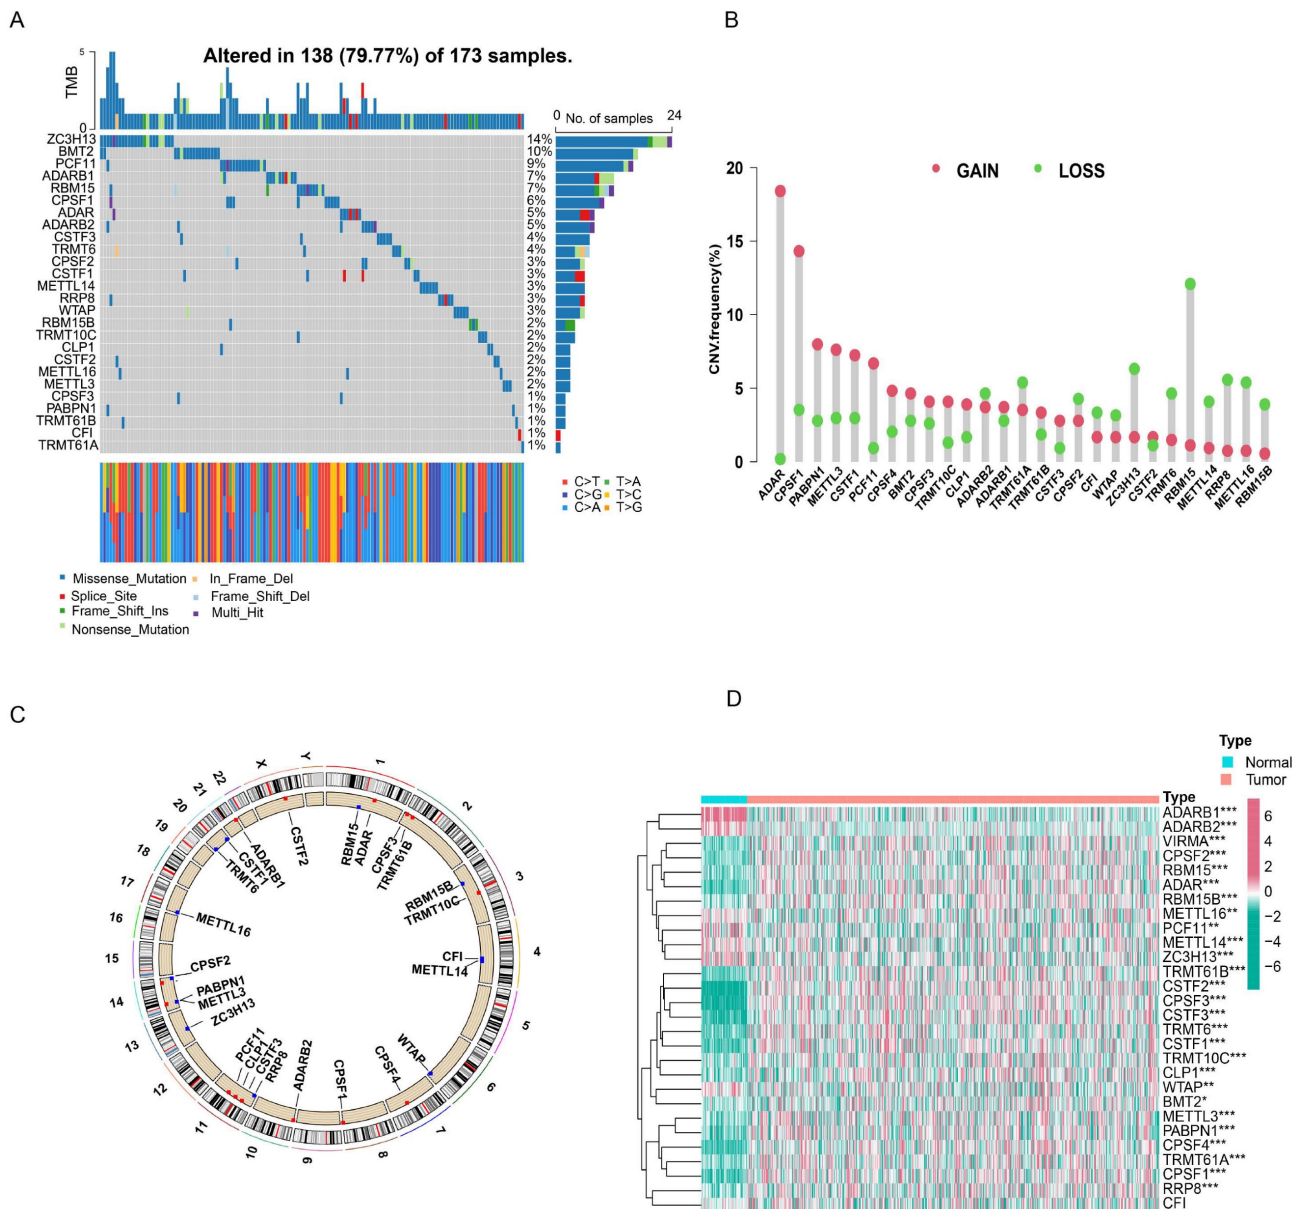 A
Altered in 138 (79.77%) of 173 samples.
TMB
5
0
0 No. of samples 24
ZC3H13 14%
BMT2 10%
PCF11 9%
ADARB1 7%
RBM15 7%
CPSF1 6%
ADAR 5%
ADARB2 5%
CSTF3 4%
TRMT6 4%
CPSF2 3%
CSTF1 3%
METTL14 3%
RRP8 3%
WTAP 3%
RBM15B 2%
TRMT10C 2%
CLP1 2%
CSTF2 2%
METTL16 2%
METTL3 2%
CPSF3 1%
PABPN1 1%
TRMT61B 1%
CFI 1%
TRMT61A 1%
C>T T>A
C>G T>C
C>A T>G
Missense_Mutation In_Frame_Del
Splice_Site Frame_Shift_Del
Frame_Shift_Ins Multi_Hit
Nonsense_Mutation
B
GAIN LOSS
CNV.frequency(%)
20
15
10
5
0
ADAR
CPSF1
PABPN1
METTL3
CSTF1
PCF11
CPSF4
BMT2
CPSF3
TRMT10C
CLP1
ADARB2
ADARB1
TRMT61A
TRMT61B
CSTF3
CPSF2
CFI
WTAP
ZC3H13
CSTF2
TRMT6
RBM15
METTL14
RRP8
METTL16
RBM15B
C
1
2
3
4
5
6
7
8
9
10
11
12
13
14
15
16
17
18
19
20
21
22
X
Y
RBM15
ADAR
CPSF3
TRMT61B
RBM15B
TRMT10C
CFI
METTL14
WTAP
CPSF4
CPSF1
ADARB2
RRP8
CSTF3
CLP1
PCF11
ZC3H13
METTL3
PABPN1
CPSF2
METTL16
TRMT6
CSTF1
ADARB1
CSTF2
D
Type
Normal
Tumor
Type
ADARB1***
ADARB2***
VIRMA***
CPSF2***
RBM15***
ADAR***
RBM15B***
METTL16**
PCF11**
METTL14***
ZC3H13***
TRMT61B***
CSTF2***
CPSF3***
CSTF3***
TRMT6***
CSTF1***
TRMT10C***
CLP1***
WTAP**
BMT2*
METTL3***
PABPN1***
CPSF4***
TRMT61A***
CPSF1***
RRP8***
CFI
6
4
2
0
−2
−4
−6